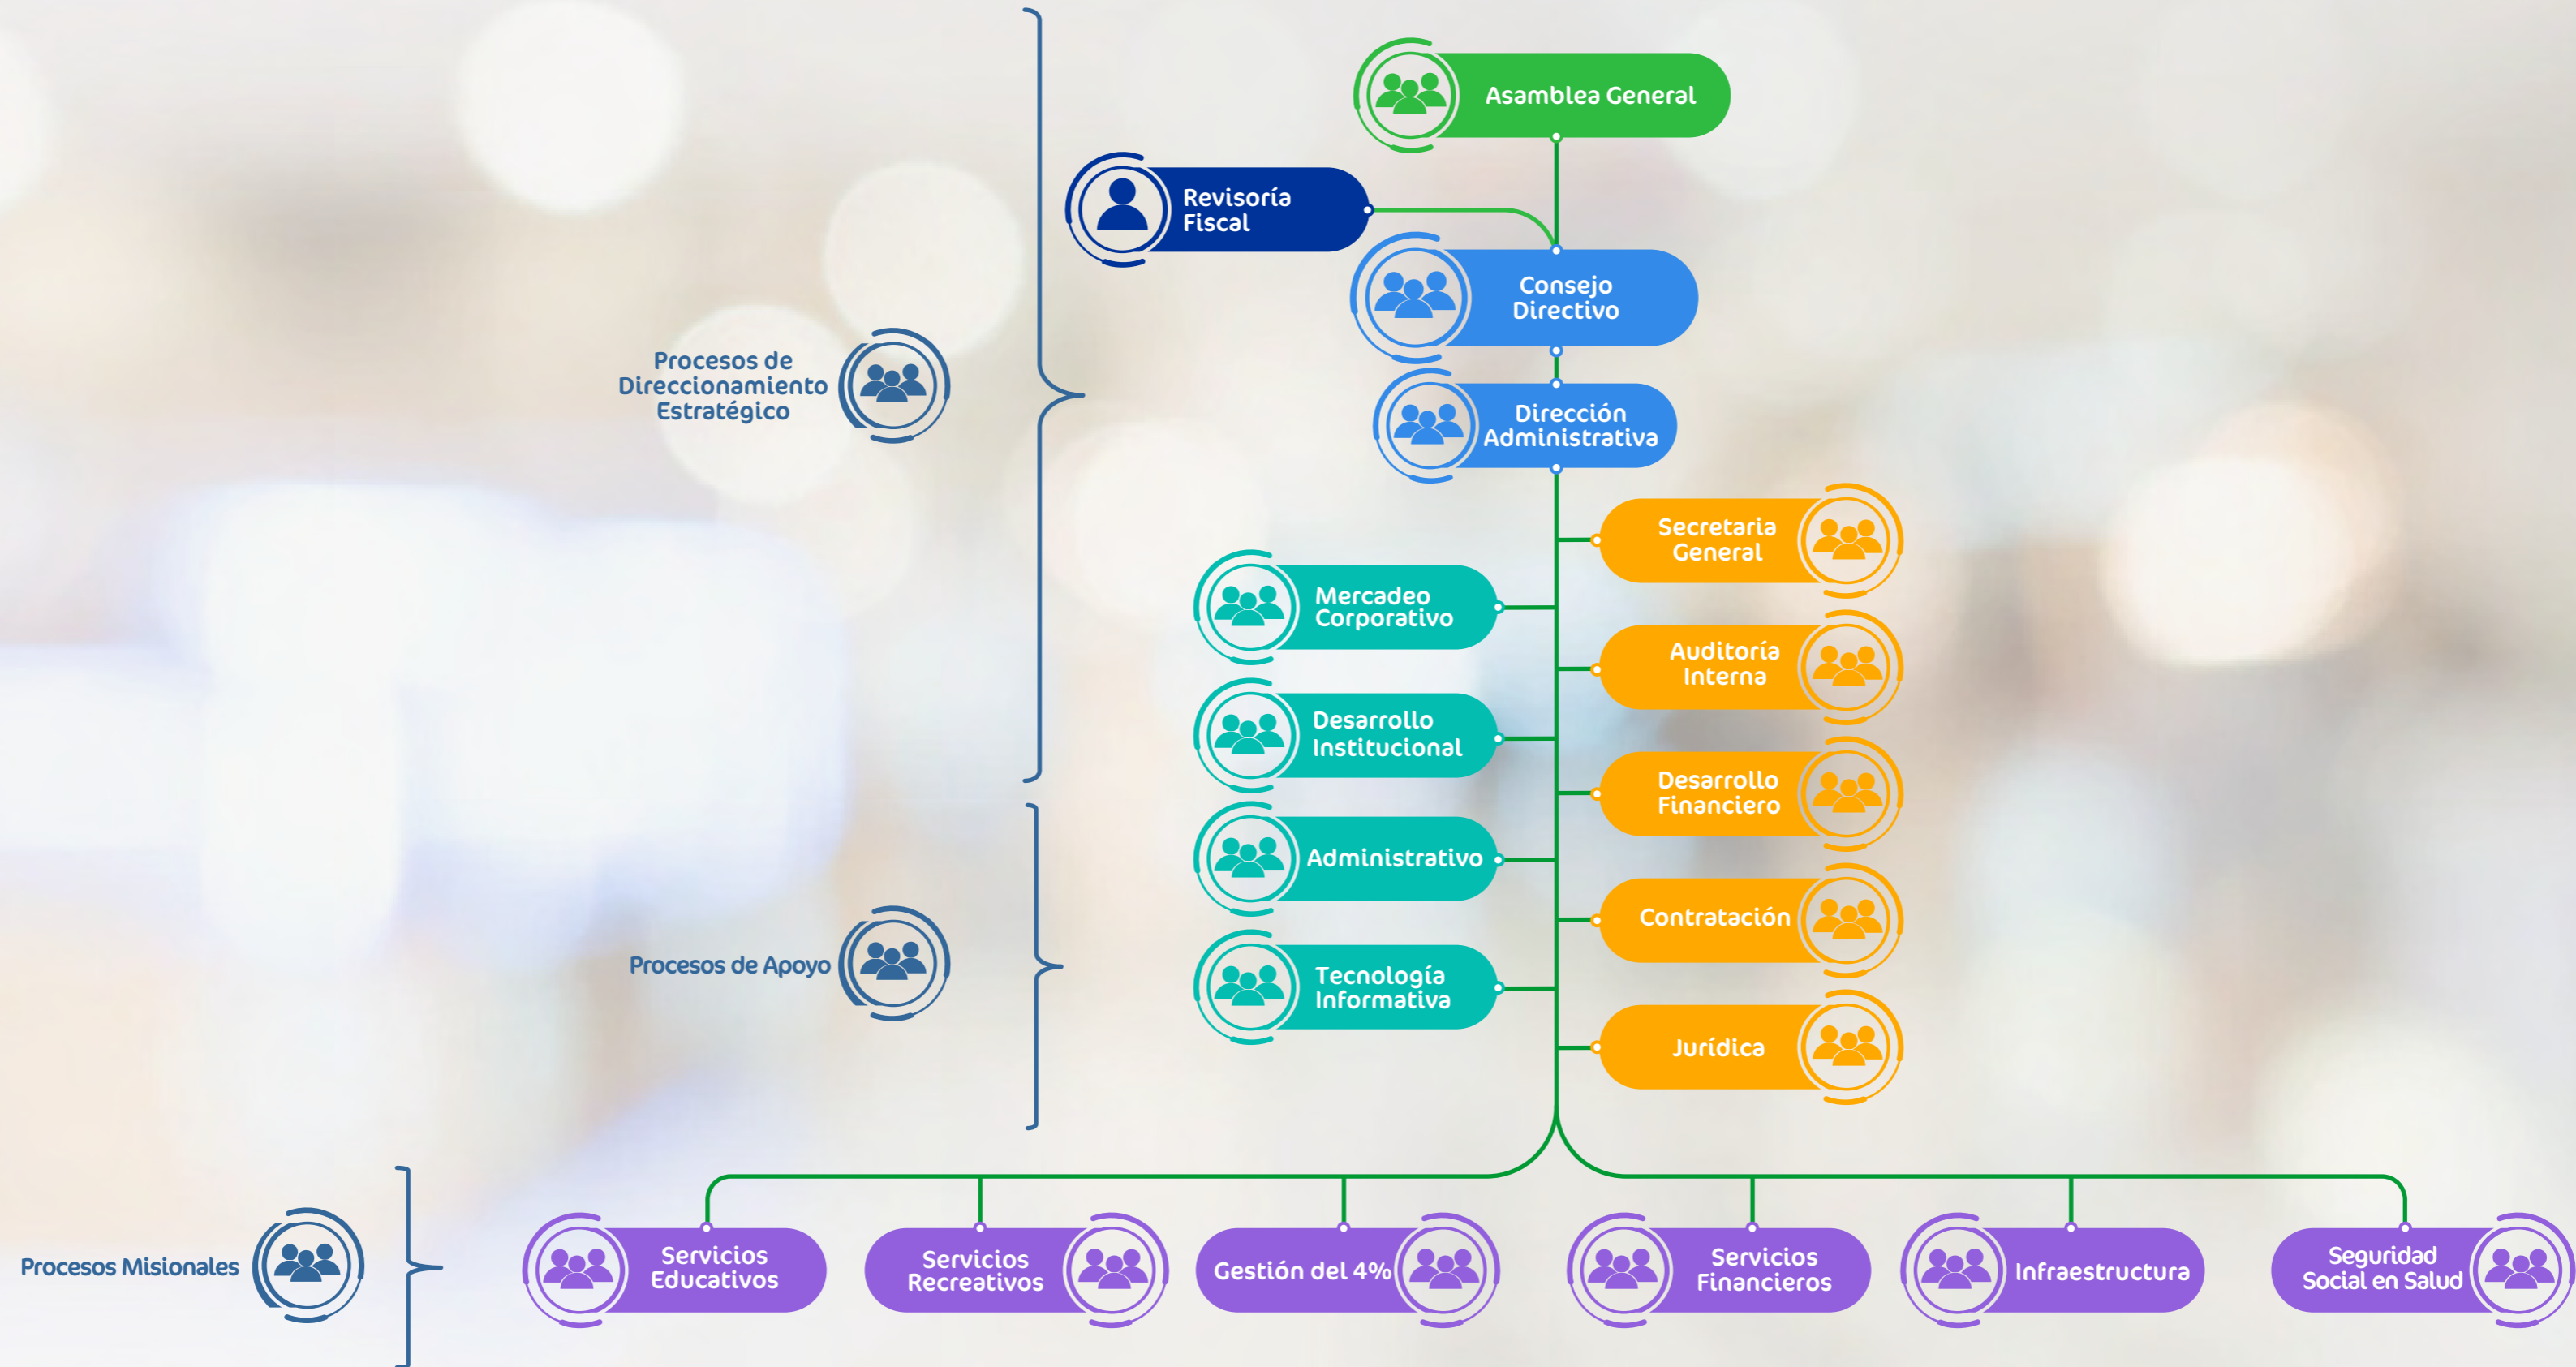 Asamblea General
Revisoría
Fiscal
Consejo
Directivo
Procesos de
Direccionamiento
Estratégico
Dirección
Administrativa
Secretaria
General
Mercadeo
Corporativo
Auditoría
Interna
Desarrollo
Institucional
Desarrollo
Financiero
Administrativo
Contratación
Procesos de Apoyo
Tecnología
Informativa
Jurídica
Procesos Misionales
Servicios
Educativos
Servicios
Recreativos
Gestión del 4%
Servicios
Financieros
Infraestructura
Seguridad
Social en Salud